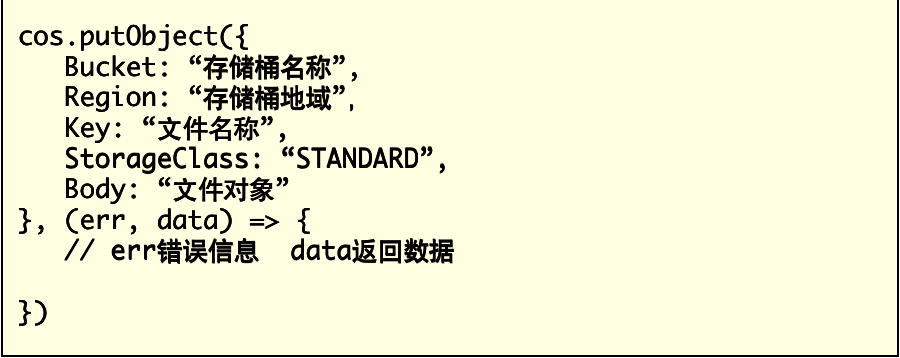 cos.putObject({
Bucket: “存储桶名称”,
Region: “存储桶地域”,
Key: “文件名称”,
StorageClass: “STANDARD”,
Body: “文件对象”
}, (err, data) => {
// err错误信息  data返回数据
})